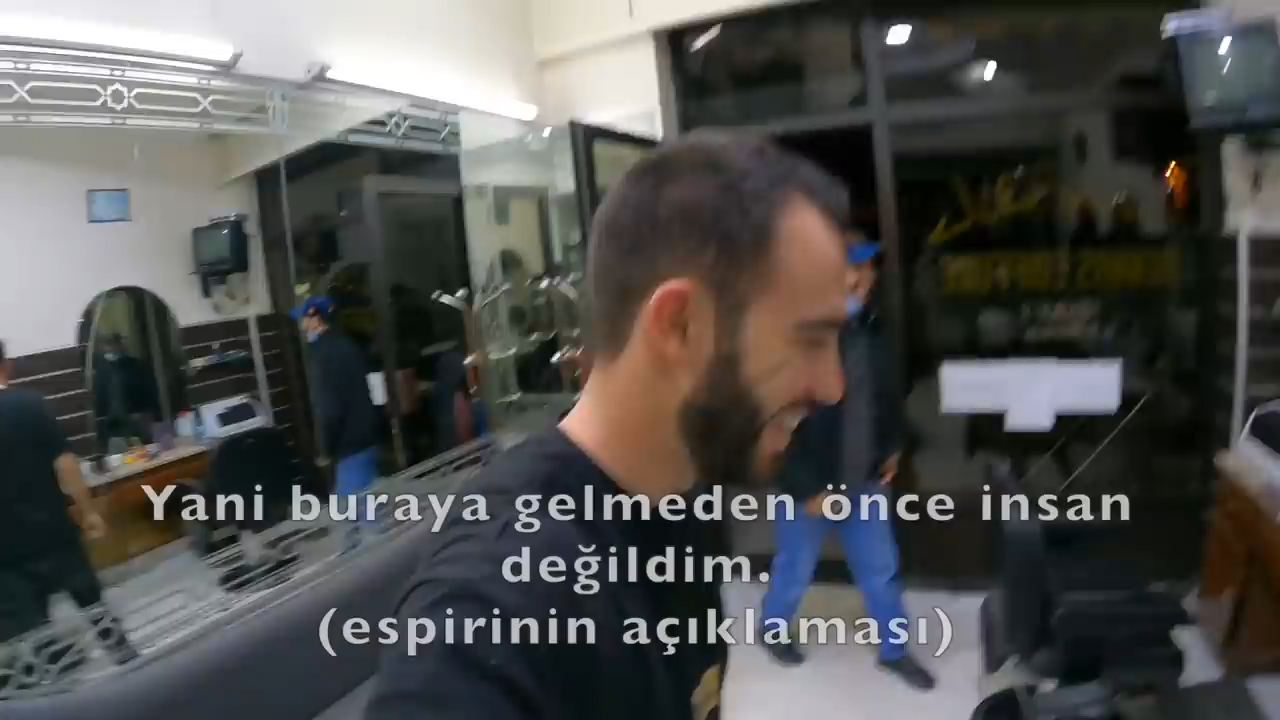 Yani buraya gelmeden önce insan
değildim.
(espirinin açıklaması)